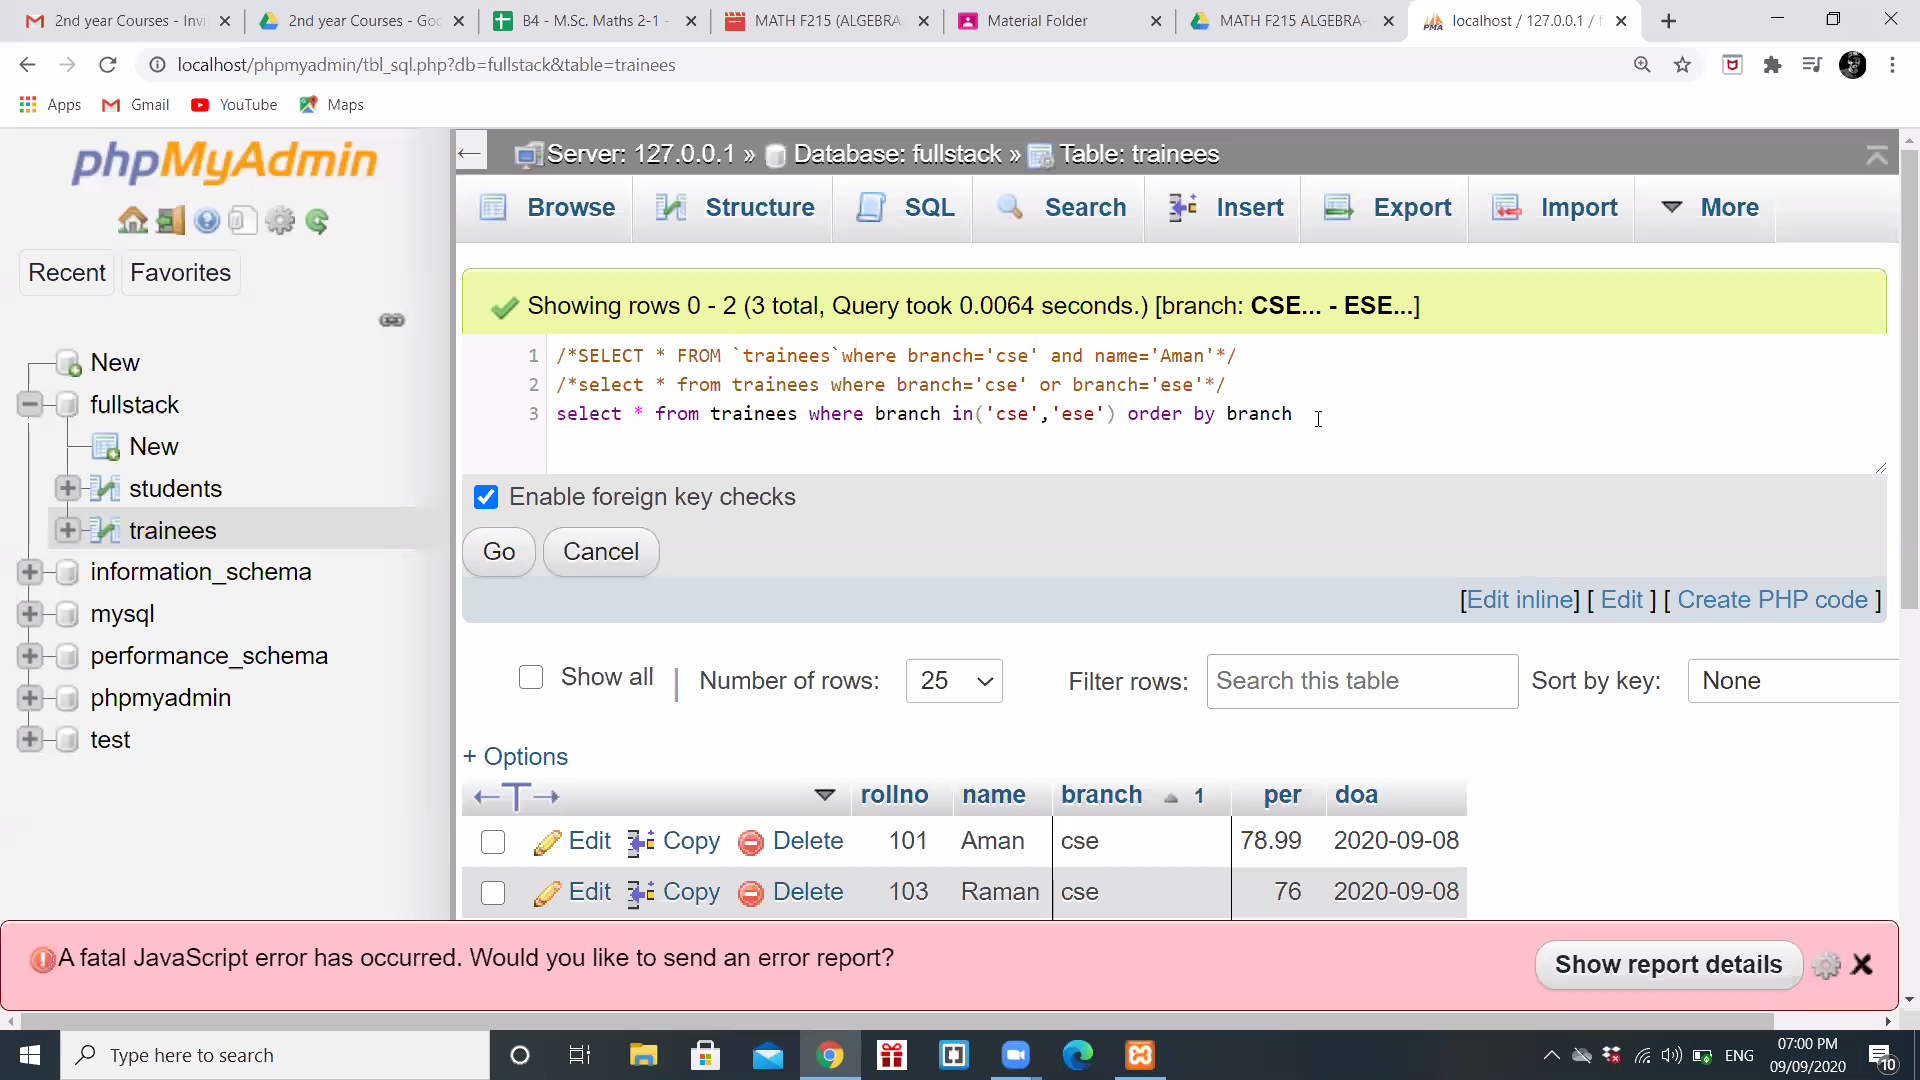 2nd year Courses - Inv
2nd year Courses - Goo
B4 - M.Sc. Maths 2-1 -
MATH F215 (ALGEBRA
Material Folder
MATH F215 ALGEBRA-
localhost / 127.0.0.1 / f
localhost/phpmyadmin/tbl_sql.php?db=fullstack&table=trainees
Apps
Gmail
YouTube
Maps
phpMyAdmin
Recent
Favorites
New
fullstack
New
students
trainees
information_schema
mysql
performance_schema
phpmyadmin
test
Server: 127.0.0.1 » Database: fullstack » Table: trainees
Browse
Structure
SQL
Search
Insert
Export
Import
More
Showing rows 0 - 2 (3 total, Query took 0.0064 seconds.) [branch: CSE... - ESE...]
1 /*SELECT * FROM `trainees`where branch='cse' and name='Aman'*/
2 /*select * from trainees where branch='cse' or branch='ese'*/
3 select * from trainees where branch in('cse','ese') order by branch
Enable foreign key checks
Go
Cancel
[Edit inline] [ Edit ] [ Create PHP code ]
Show all | Number of rows: 25 Filter rows: Search this table Sort by key: None
+ Options
←T→ rollno name branch 1 per doa
Edit Copy Delete 101 Aman cse 78.99 2020-09-08
Edit Copy Delete 103 Raman cse 76 2020-09-08
A fatal JavaScript error has occurred. Would you like to send an error report?
Show report details
X
Type here to search
ENG
07:00 PM
09/09/2020
10